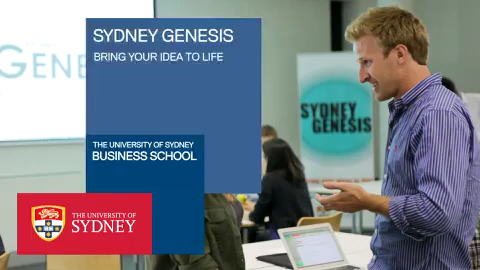 SYDNEY GENESIS
BRING YOUR IDEA TO LIFE
GENE
SYDNEY
GENESIS
THE UNIVERSITY OF SYDNEY
BUSINESS SCHOOL
THE UNIVERSITY OF
SYDNEY